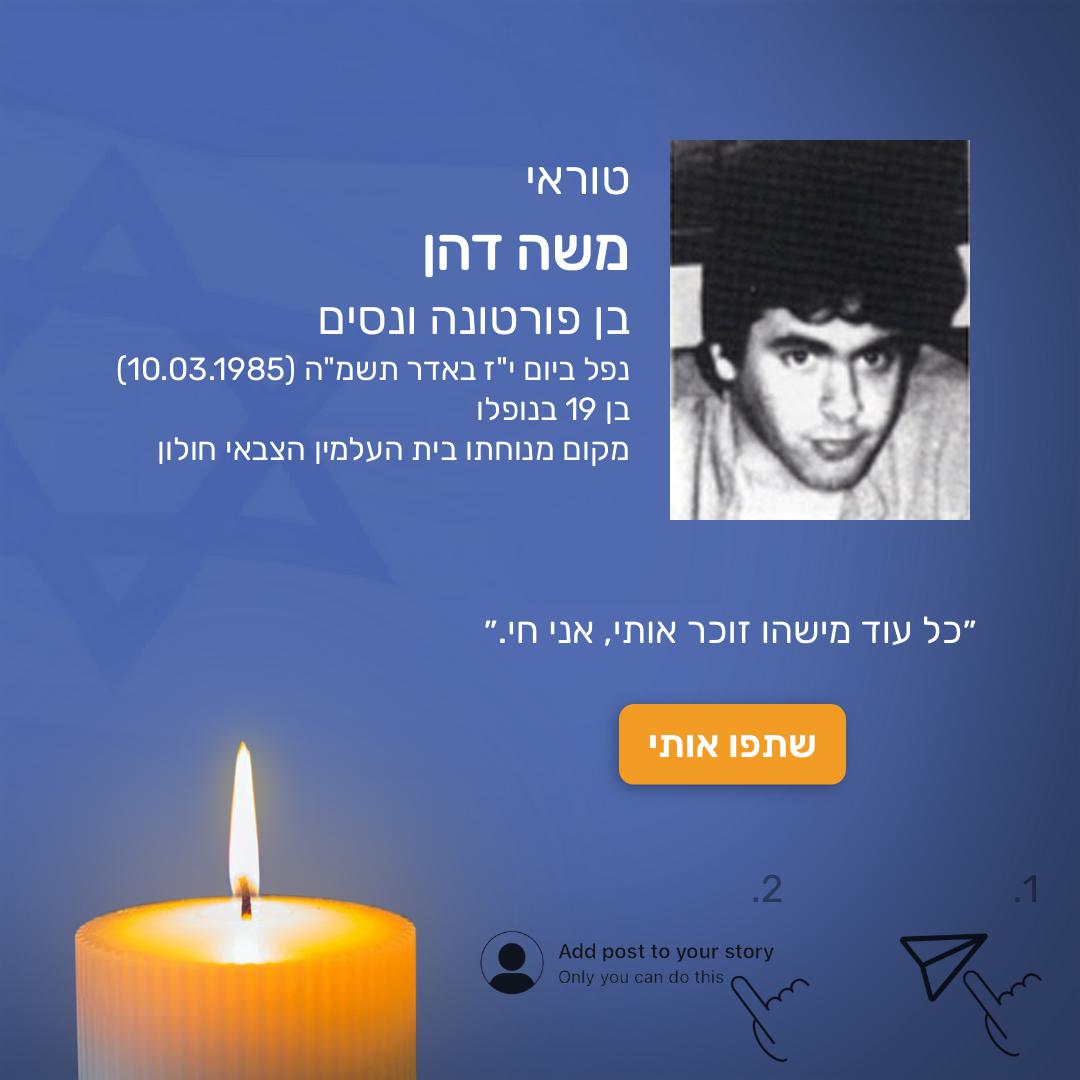 טוראי
משה דהן
בן פורטונה ונסים
נפל ביום י"ז באדר תשמ"ה (10.03.1985)
בן 19 בנופלו
מקום מנוחתו בית העלמין הצבאי חולון
״כל עוד מישהו זוכר אותי, אני חי.״
שתפו אותי
.1
.2
Add post to your story
Only you can do this